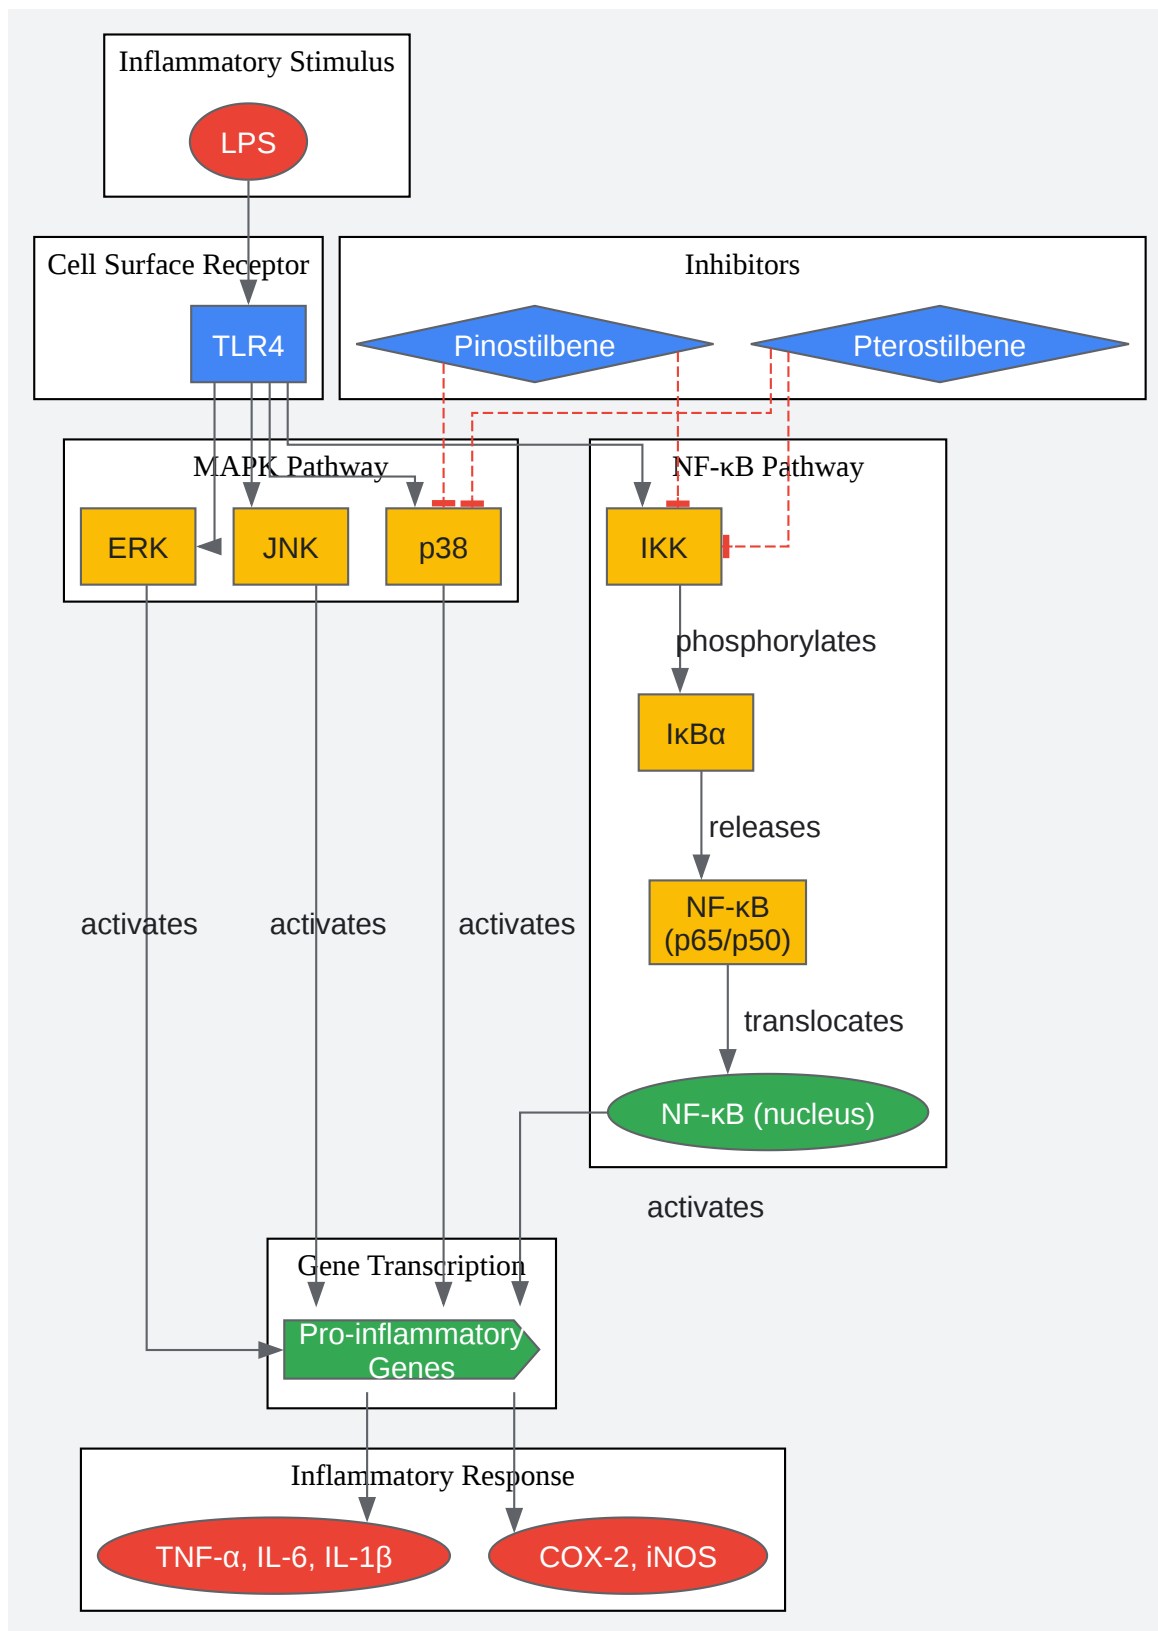 Inflammatory Stimulus
LPS
Cell Surface Receptor
Inhibitors
TLR4
Pinostilbene
Pterostilbene
MAPK Pathway
NF-κB Pathway
ERK
JNK
p38
IKK
phosphorylates
IκBα
releases
NF-κB
(p65/p50)
activates
activates
activates
translocates
NF-κB (nucleus)
activates
Gene Transcription
Pro-inflammatory
Genes
Inflammatory Response
TNF-α, IL-6, IL-1β
COX-2, iNOS